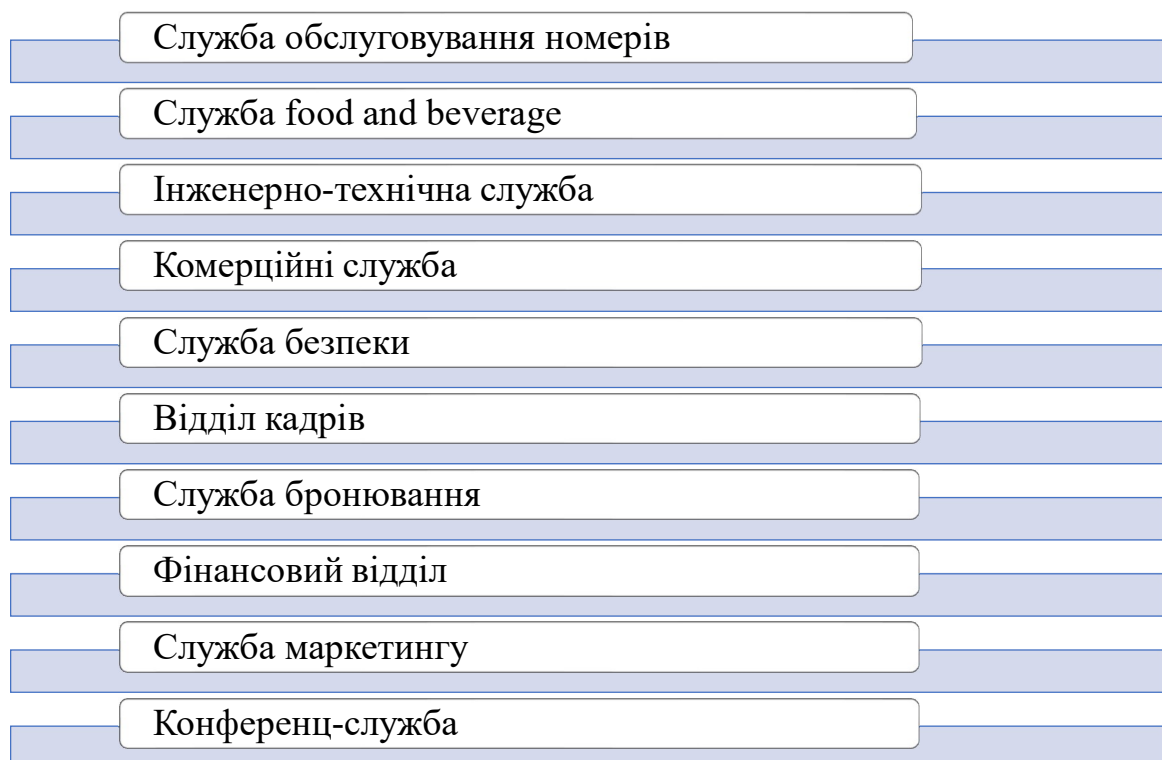 Служба обслуговування номерів
Служба food and beverage
Інженерно-технічна служба
Комерційні служба
Служба безпеки
Відділ кадрів
Служба бронювання
Фінансовий відділ
Служба маркетингу
Конференц-служба